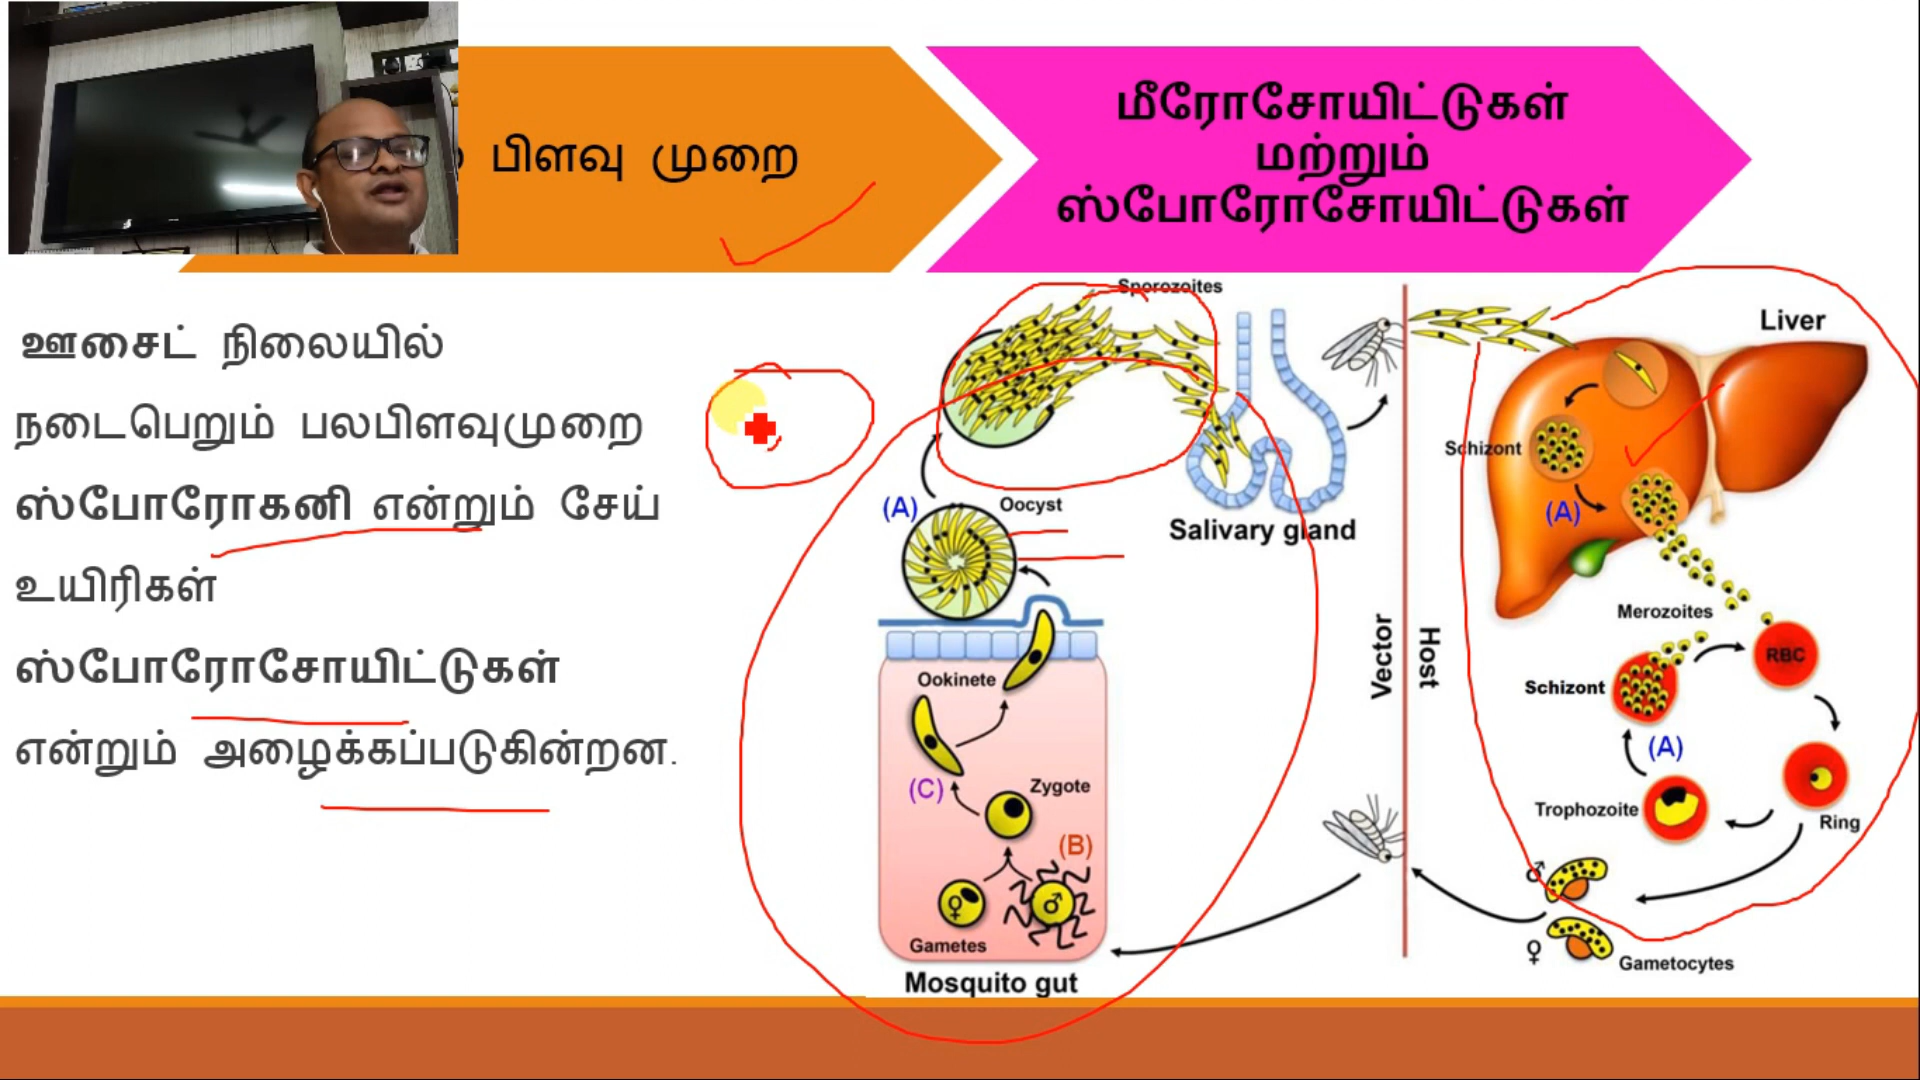 பிளவு முறை
மீரோசோயிட்டுகள்
மற்றும்
ஸ்போரோசோயிட்டுகள்
ஊசைட் நிலையில்
நடைபெறும் பலபிளவுமுறை
ஸ்போரோகனி என்றும் சேய்
உயிரிகள்
ஸ்போரோசோயிட்டுகள்
என்றும் அழைக்கப்படுகின்றன.
Sporozoites
Liver
Schizont
(A)
Oocyst
(A)
Salivary gland
Merozoites
RBC
Vector
Host
Ookinete
Schizont
(A)
(C)
Zygote
Trophozoite
Ring
(B)
♀
♂
Gametes
♂
♀
Gametocytes
Mosquito gut